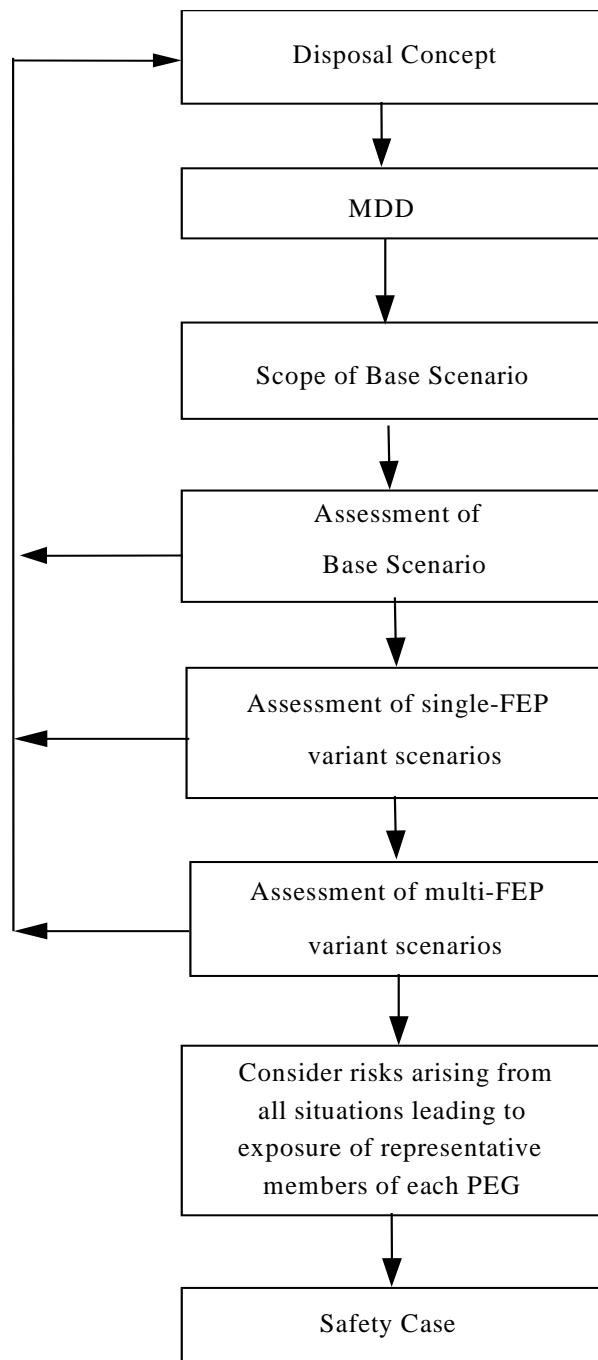 Disposal Concept
MDD
Scope of Base Scenario
Assessment of
Base Scenario
Assessment of single-FEP
variant scenarios
Assessment of multi-FEP
variant scenarios
Consider risks arising from
all situations leading to
exposure of representative
members of each PEG
Safety Case